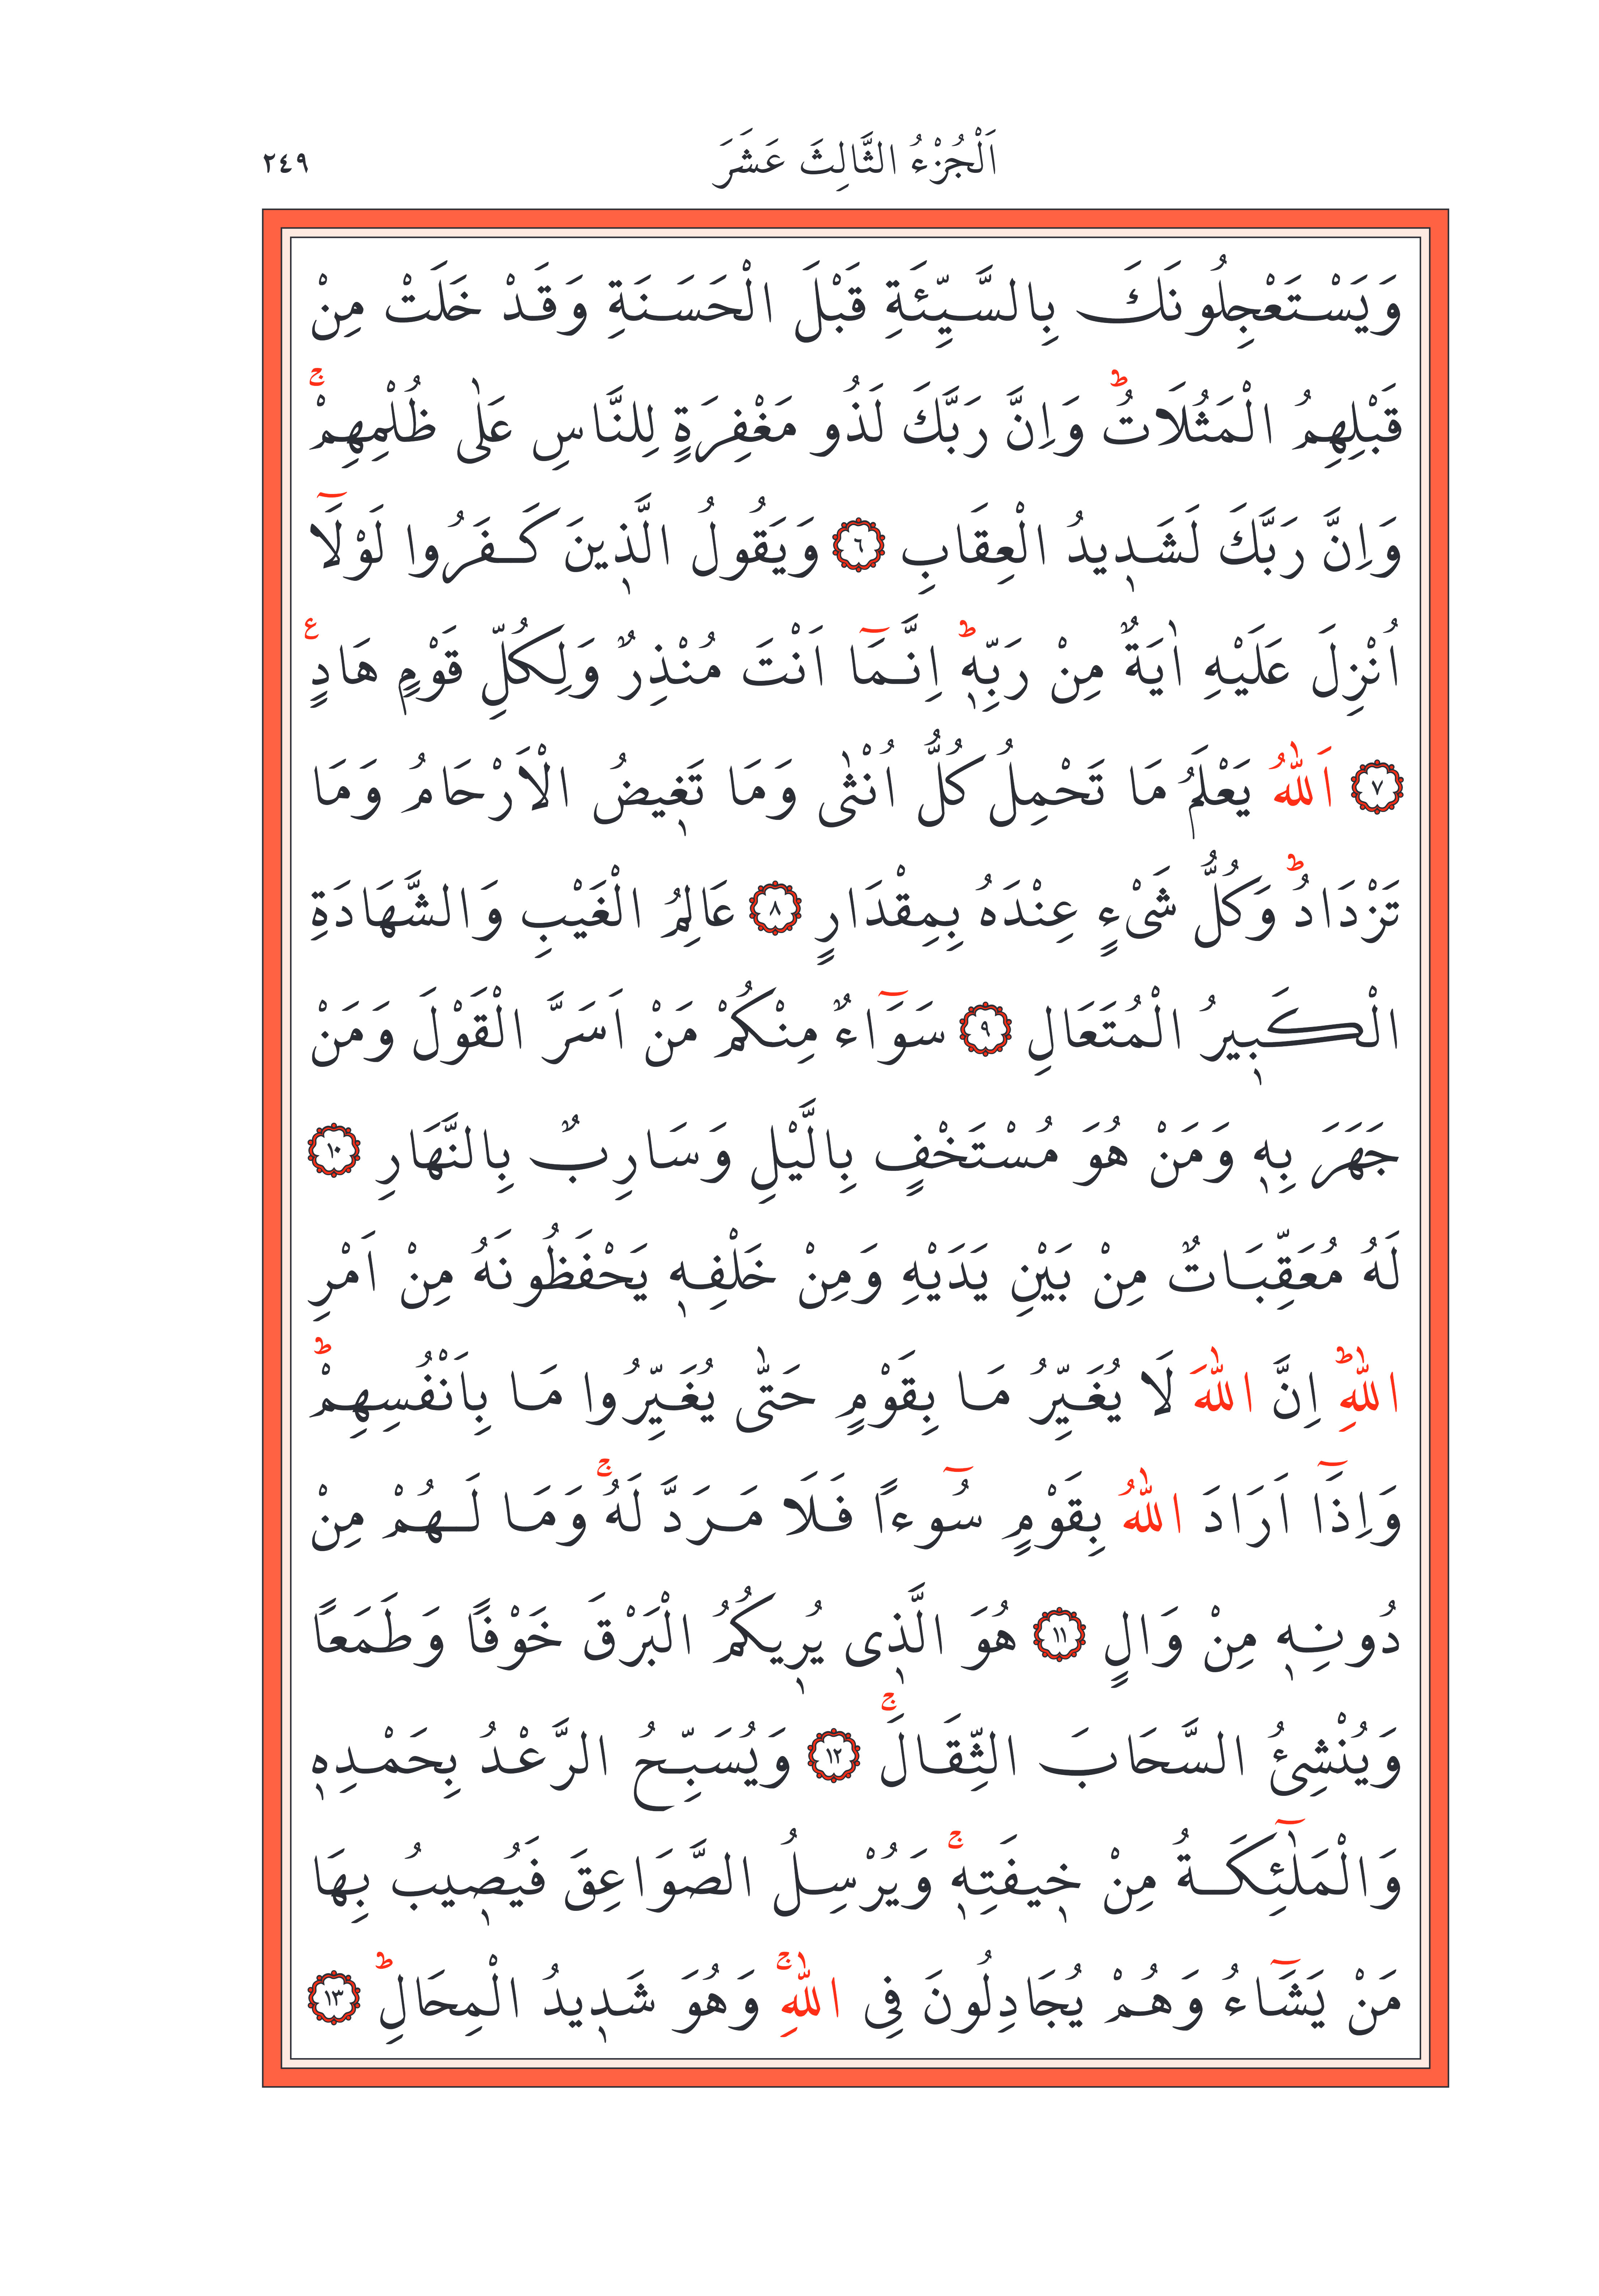 اَلْجُزْءُ الثَّالِثَ عَشَرَ
٢٤٩
وَيَسْتَعْجِلُونَكَ بِالسَّيِّئَةِ قَبْلَ الْحَسَنَةِ وَقَدْ خَلَتْ مِنْ
قَبْلِهِمُ الْمَثُلَاتُؕ وَاِنَّ رَبَّكَ لَذُو مَغْفِرَةٍ لِلنَّاسِ عَلٰى ظُلْمِهِمْۚ
وَاِنَّ رَبَّكَ لَشَدٖيدُ الْعِقَابِ ٦ وَيَقُولُ الَّذٖينَ كَفَرُوا لَوْلَٓا
اُنْزِلَ عَلَيْهِ اٰيَةٌ مِنْ رَبِّهٖؕ اِنَّمَٓا اَنْتَ مُنْذِرٌ وَلِكُلِّ قَوْمٍ هَادٍ ع
٧ اَللّٰهُ يَعْلَمُ مَا تَحْمِلُ كُلُّ اُنْثٰى وَمَا تَغٖيضُ الْاَرْحَامُ وَمَا
تَزْدَادُؕ وَكُلُّ شَىْءٍ عِنْدَهُ بِمِقْدَارٍ ٨ عَالِمُ الْغَيْبِ وَالشَّهَادَةِ
الْكَبٖيرُ الْمُتَعَالِ ٩ سَوَٓاءٌ مِنْكُمْ مَنْ اَسَرَّ الْقَوْلَ وَمَنْ
جَهَرَ بِهٖ وَمَنْ هُوَ مُسْتَخْفٍ بِالَّيْلِ وَسَارِبٌ بِالنَّهَارِ ١٠
لَهُ مُعَقِّبَاتٌ مِنْ بَيْنِ يَدَيْهِ وَمِنْ خَلْفِهٖ يَحْفَظُونَهُ مِنْ اَمْرِ
اللّٰهِؕ اِنَّ اللّٰهَ لَا يُغَيِّرُ مَا بِقَوْمٍ حَتّٰى يُغَيِّرُوا مَا بِاَنْفُسِهِمْؕ
وَاِذَٓا اَرَادَ اللّٰهُ بِقَوْمٍ سُٓوءًا فَلَا مَرَدَّ لَهُۚ وَمَا لَهُمْ مِنْ
دُونِهٖ مِنْ وَالٍ ١١ هُوَ الَّذٖى يُرٖيكُمُ الْبَرْقَ خَوْفًا وَطَمَعًا
وَيُنْشِئُ السَّحَابَ الثِّقَالَۚ ١٢ وَيُسَبِّحُ الرَّعْدُ بِحَمْدِهٖ
وَالْمَلٰٓئِكَةُ مِنْ خٖيفَتِهٖۚ وَيُرْسِلُ الصَّوَاعِقَ فَيُصٖيبُ بِهَا
مَنْ يَشَٓاءُ وَهُمْ يُجَادِلُونَ فِى اللّٰهِۚ وَهُوَ شَدٖيدُ الْمِحَالِؕ ١٣